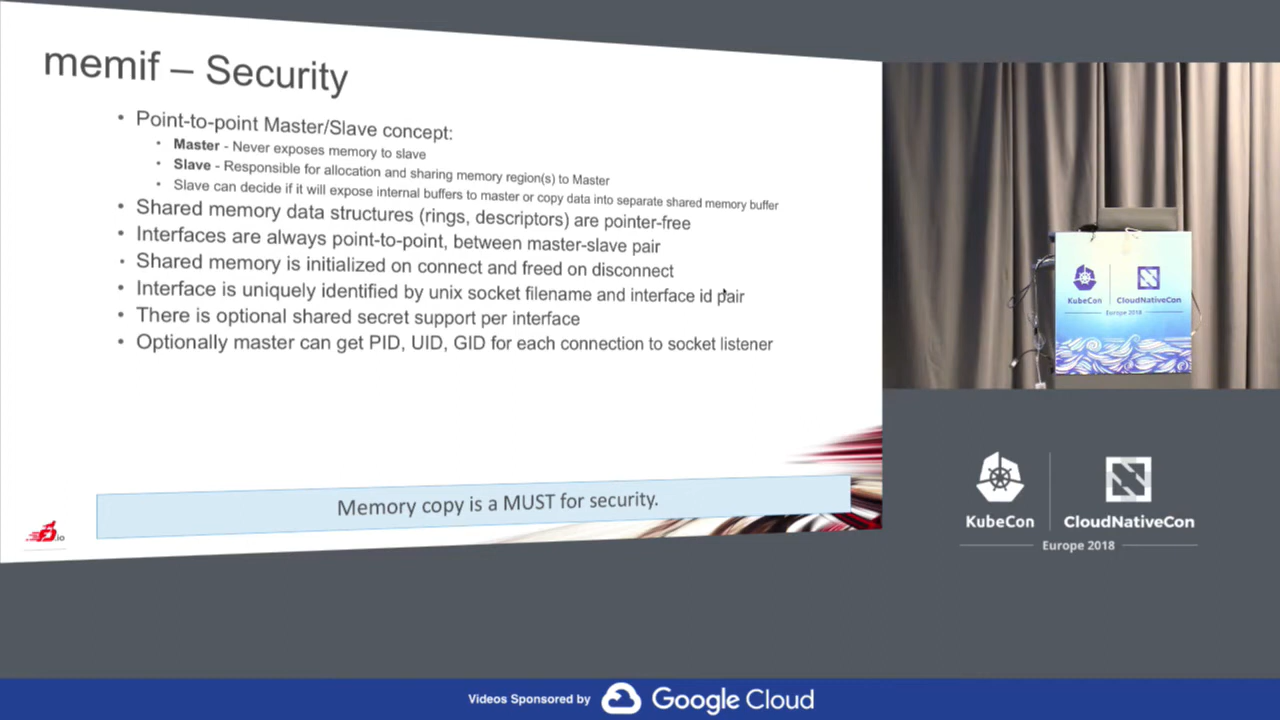 memif – Security
• Point-to-point Master/Slave concept:
• Master - Never exposes memory to slave
• Slave - Responsible for allocation and sharing memory region(s) to Master
• Slave can decide if it will expose internal buffers to master or copy data into separate shared memory buffer
• Shared memory data structures (rings, descriptors) are pointer-free
• Interfaces are always point-to-point, between master-slave pair
• Shared memory is initialized on connect and freed on disconnect
• Interface is uniquely identified by unix socket filename and interface id pair
• There is optional shared secret support per interface
• Optionally master can get PID, UID, GID for each connection to socket listener
Memory copy is a MUST for security.
.io
KubeCon CloudNativeCon
Europe 2018
KubeCon CloudNativeCon
Europe 2018
Videos Sponsored by Google Cloud